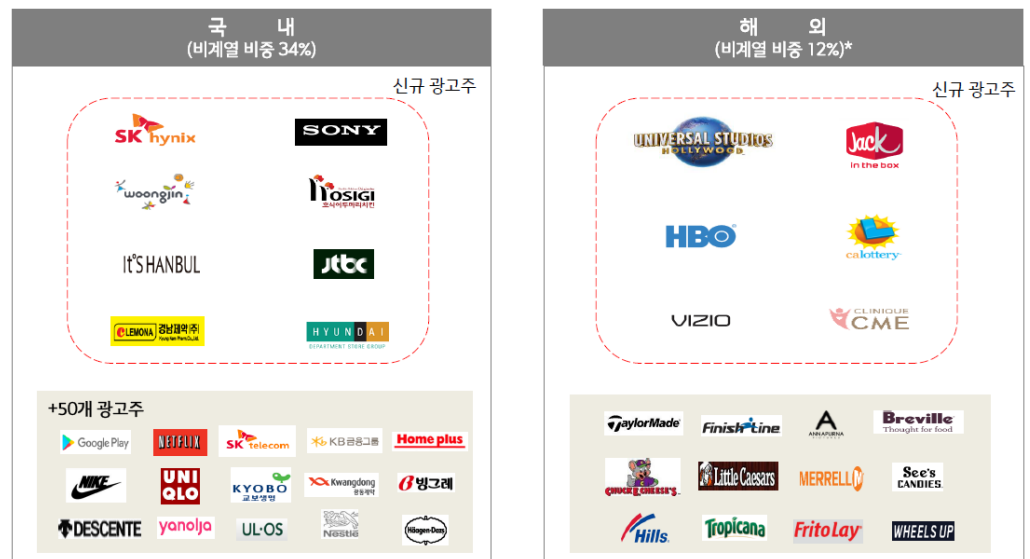 국 내
(비계열 비중 34%)
신규 광고주
SK hynix
SONY
woongjin
HOSIGI
호식이두마리치킨
It'S HANBUL
jtbc
LEMONA 경남제약(주)
HYUNDAI
DEPARTMENT STORE GROUP
+50개 광고주
Google Play
NETFLIX
SK telecom
KB금융그룹
Home plus
NIKE
UNI
QLO
KYOBO
교보생명
Kwangdong
광동제약
빙그레
DESCENTE
yanolja
UL·OS
Nestlé
Häagen-Dazs
해 외
(비계열 비중 12%)*
신규 광고주
UNIVERSAL STUDIOS
HOLLYWOOD
Jack
in the box
HBO
calottery
VIZIO
CLINIQUE
CME
TaylorMade
Finish Line
A
ANNAPURNA
Breville
Thought for food
CHUCK E. CHEESE'S
Little Caesars
MERRELL
See's
CANDIES
Hills
Tropicana
Frito Lay
WHEELS UP